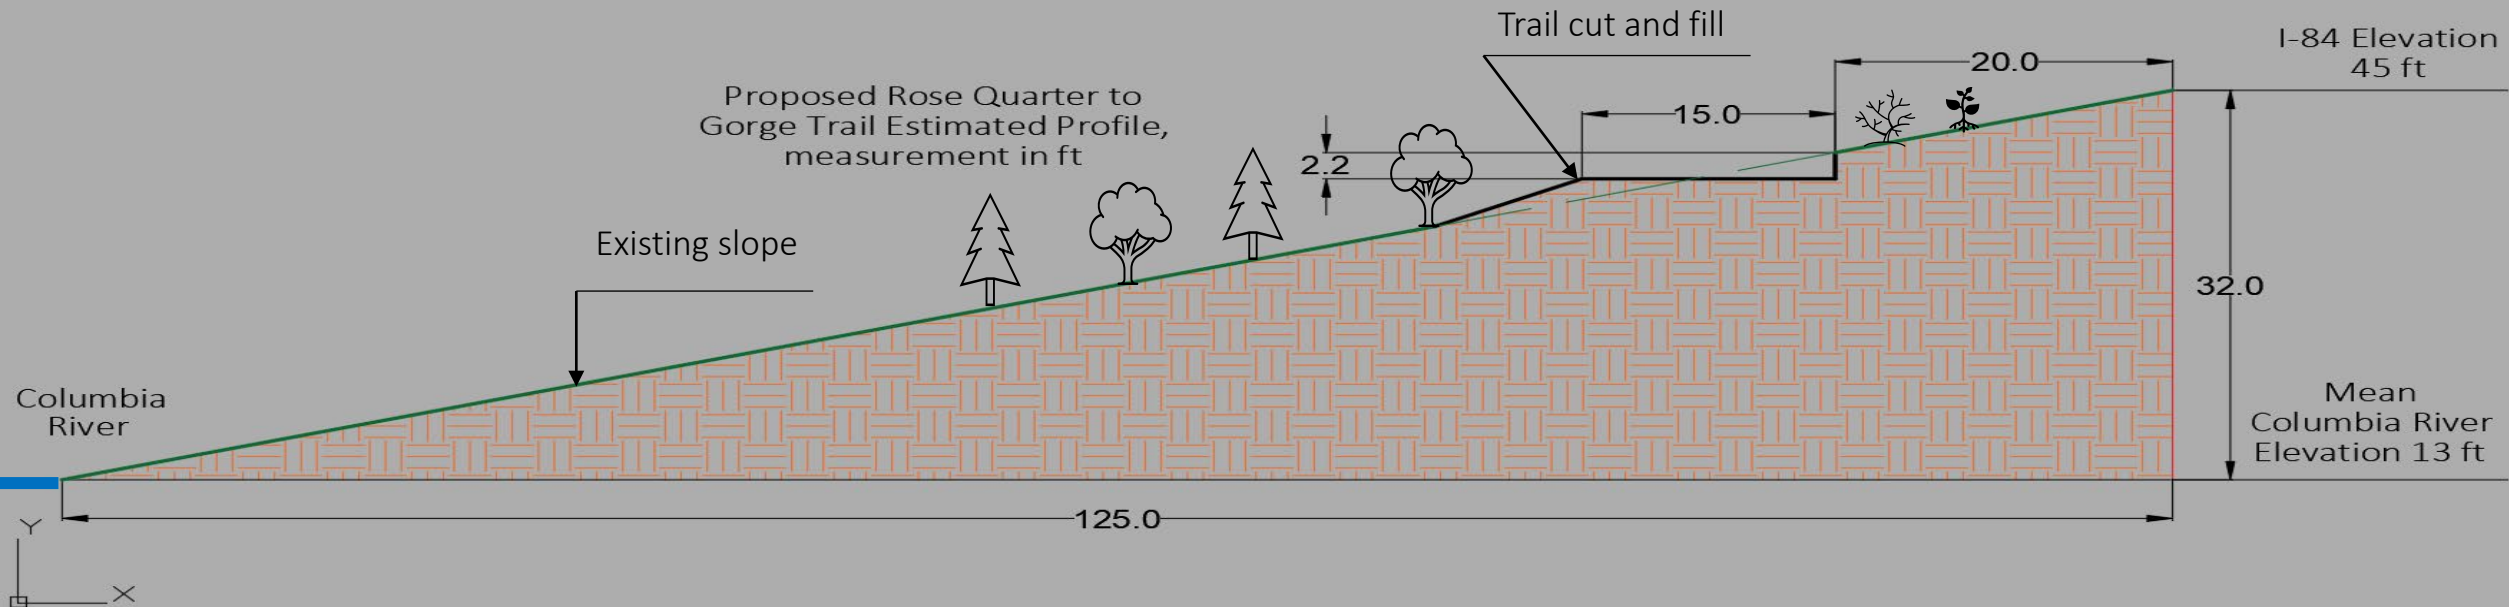 Trail cut and fill
I-84 Elevation
45 ft
20.0
Proposed Rose Quarter to
Gorge Trail Estimated Profile,
measurement in ft
15.0
2.2
Existing slope
32.0
Columbia
River
Mean
Columbia River
Elevation 13 ft
125.0
Y
X